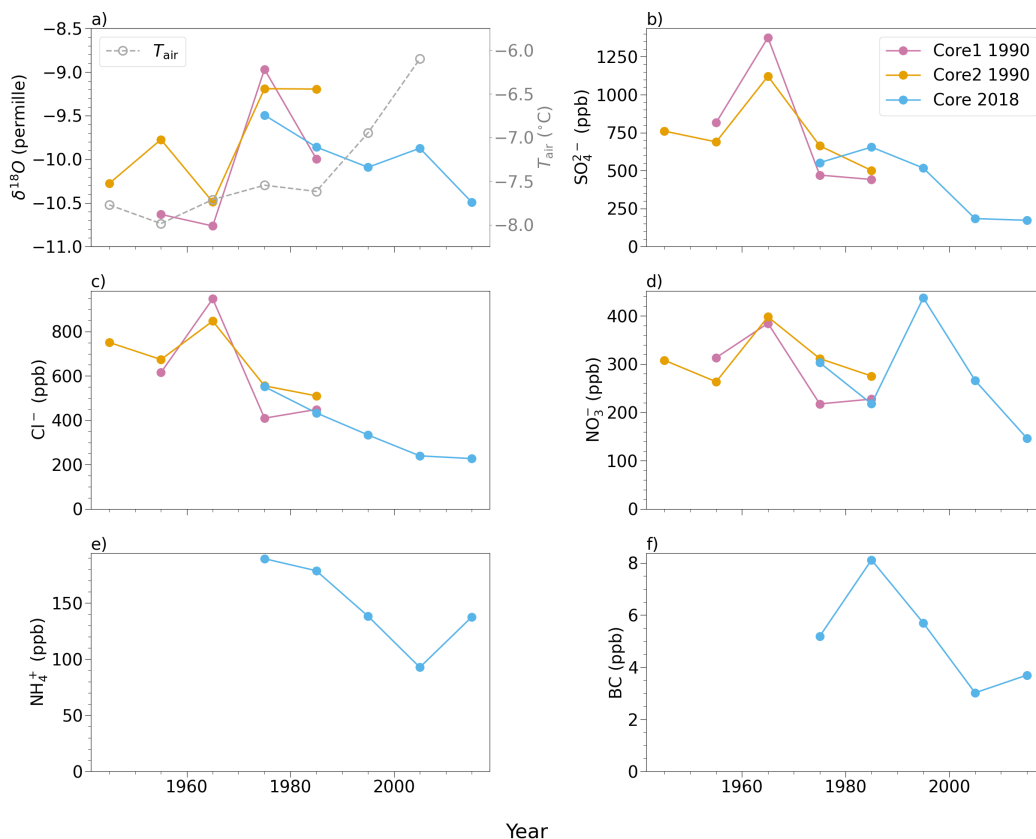 a)
−8.5
−9.0
−9.5
−10.0
−10.5
−11.0
δ¹⁸O (permille)
T_air
−6.0
−6.5
−7.0
−7.5
−8.0
T_air (°C)
b)
1250
1000
750
500
250
0
SO₄²⁻ (ppb)
Core1 1990
Core2 1990
Core 2018
c)
800
600
400
200
0
Cl⁻ (ppb)
d)
400
300
200
100
0
NO₃⁻ (ppb)
e)
150
100
50
0
NH₄⁺ (ppb)
1960 1980 2000
f)
8
6
4
2
0
BC (ppb)
1960 1980 2000
Year